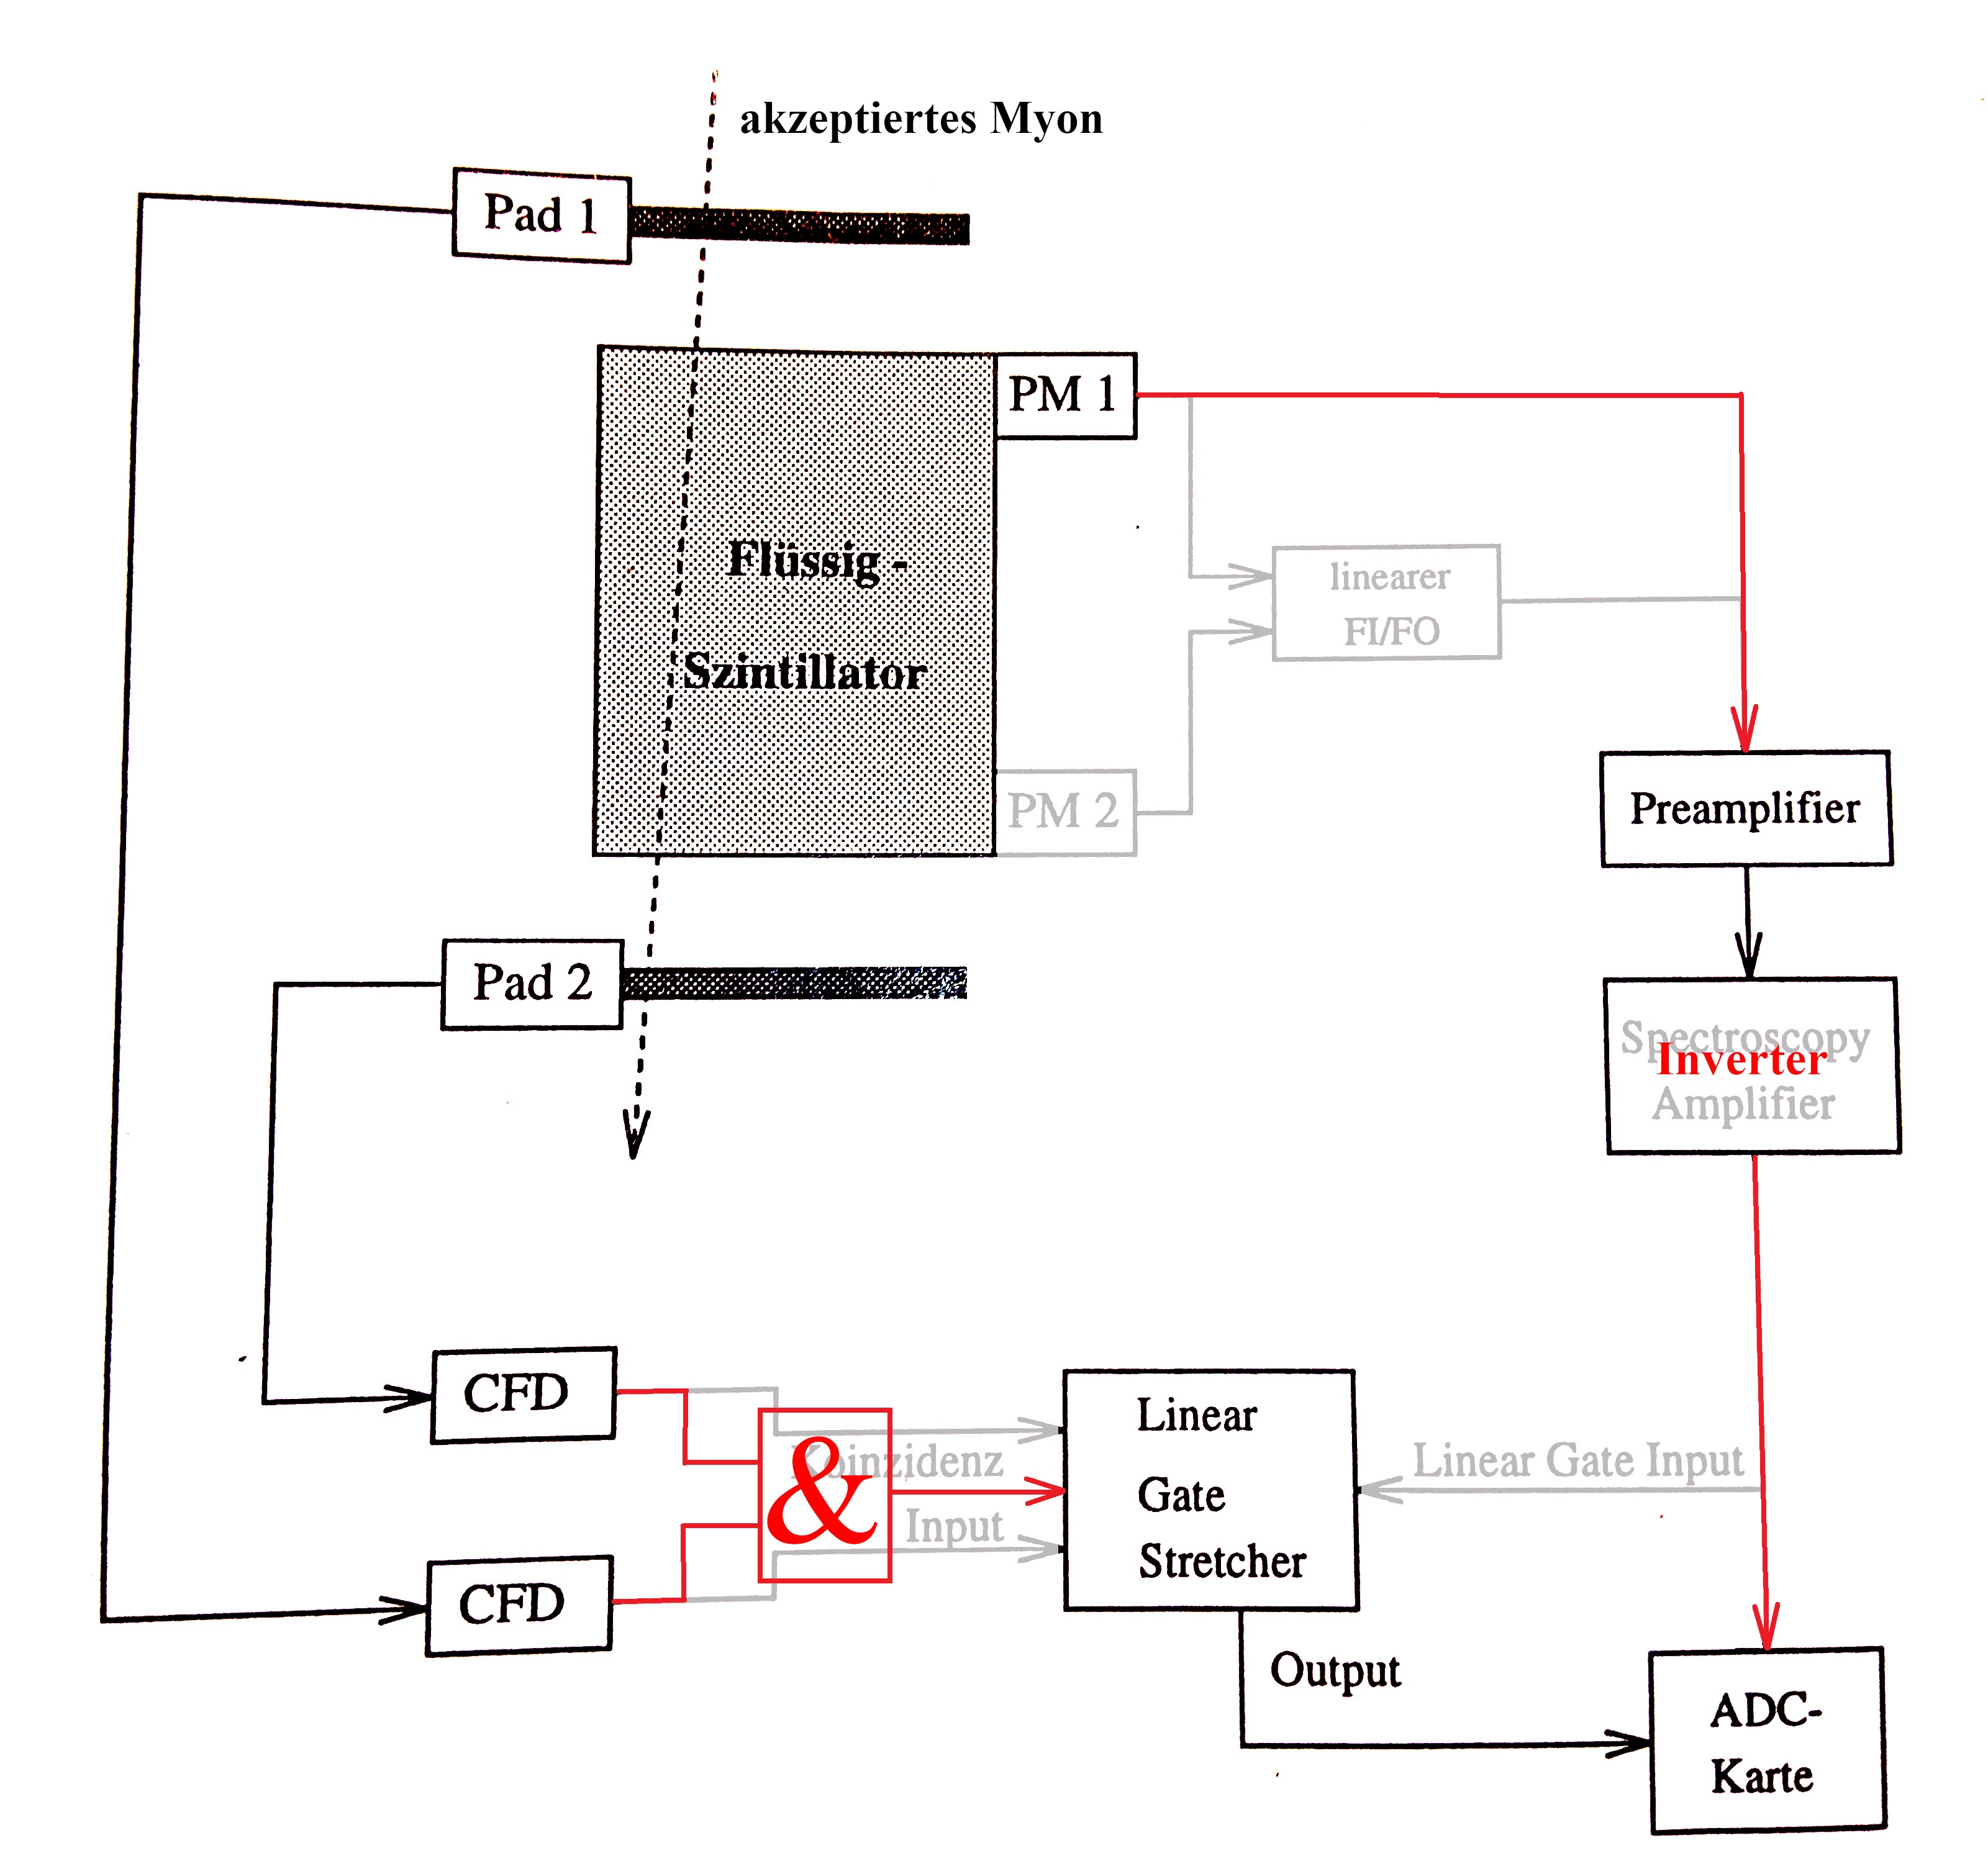 akzeptiertes Myon
Pad 1
PM 1
Flüssig -
Szintillator
linearer
FI/FO
PM 2
Preamplifier
Pad 2
Spectroscopy
Inverter
Amplifier
CFD
Linear
Koinzidenz
&
Linear Gate Input
Gate
Input
Stretcher
CFD
Output
ADC-
Karte